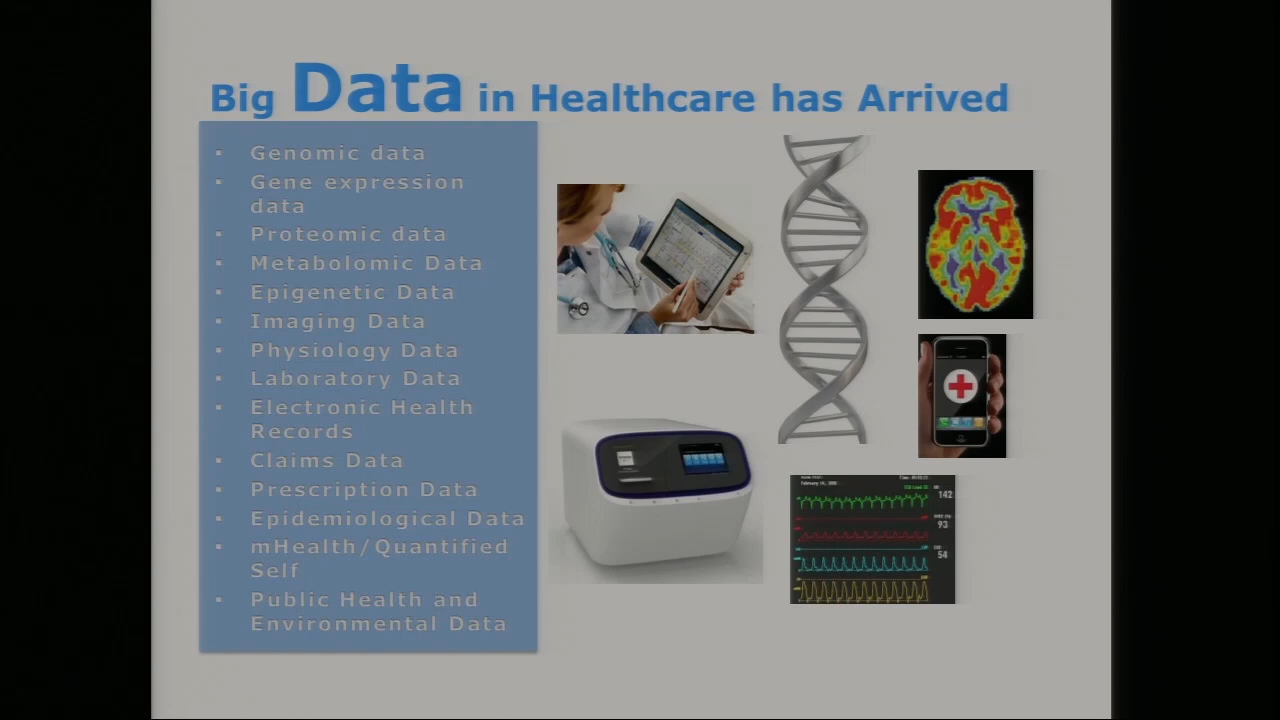 Big Data in Healthcare has Arrived
▪ Genomic data
▪ Gene expression
data
▪ Proteomic data
▪ Metabolomic Data
▪ Epigenetic Data
▪ Imaging Data
▪ Physiology Data
▪ Laboratory Data
▪ Electronic Health
Records
▪ Claims Data
▪ Prescription Data
▪ Epidemiological Data
▪ mHealth/Quantified
Self
▪ Public Health and
Environmental Data
142
93
54